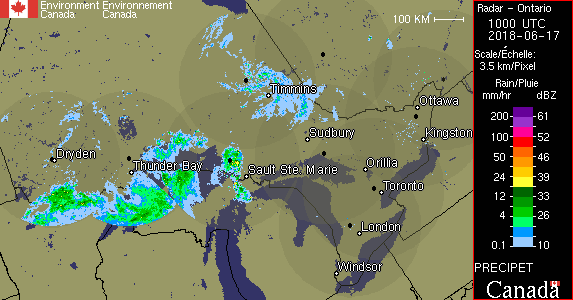 Environment Environnement
Canada Canada
100 KM
Timmins
Ottawa
Sudbury
Kingston
Dryden
Thunder Bay
Sault Ste. Marie
Orillia
Toronto
London
Windsor
Radar - Ontario
1000 UTC
2018-06-17
Scale/Échelle:
3.5 km/Pixel
Rain/Pluie
mm/hr dBZ
200 61
100 52
50 46
24 39
12 33
4 26
0.1 10
PRECIPET
Canada